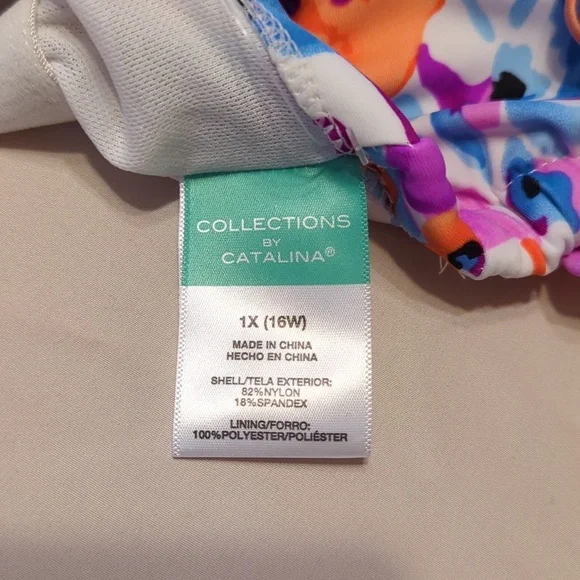 COLLECTIONS
BY
CATALINA®
1X (16W)
MADE IN CHINA
HECHO EN CHINA
SHELL/TELA EXTERIOR:
82%NYLON
18%SPANDEX
LINING/FORRO:
100%POLYESTER/POLIÉSTER